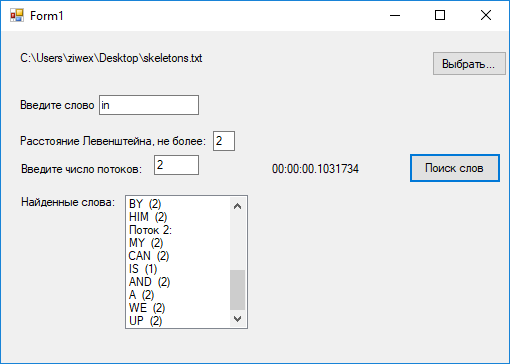 Form1
C:\Users\ziwex\Desktop\skeletons.txt
Выбрать...
Введите слово in
Расстояние Левенштейна, не более: 2
Введите число потоков: 2
00:00:00.1031734
Поиск слов
Найденные слова:
BY (2)
HIM (2)
Поток 2:
MY (2)
CAN (2)
IS (1)
AND (2)
A (2)
WE (2)
UP (2)